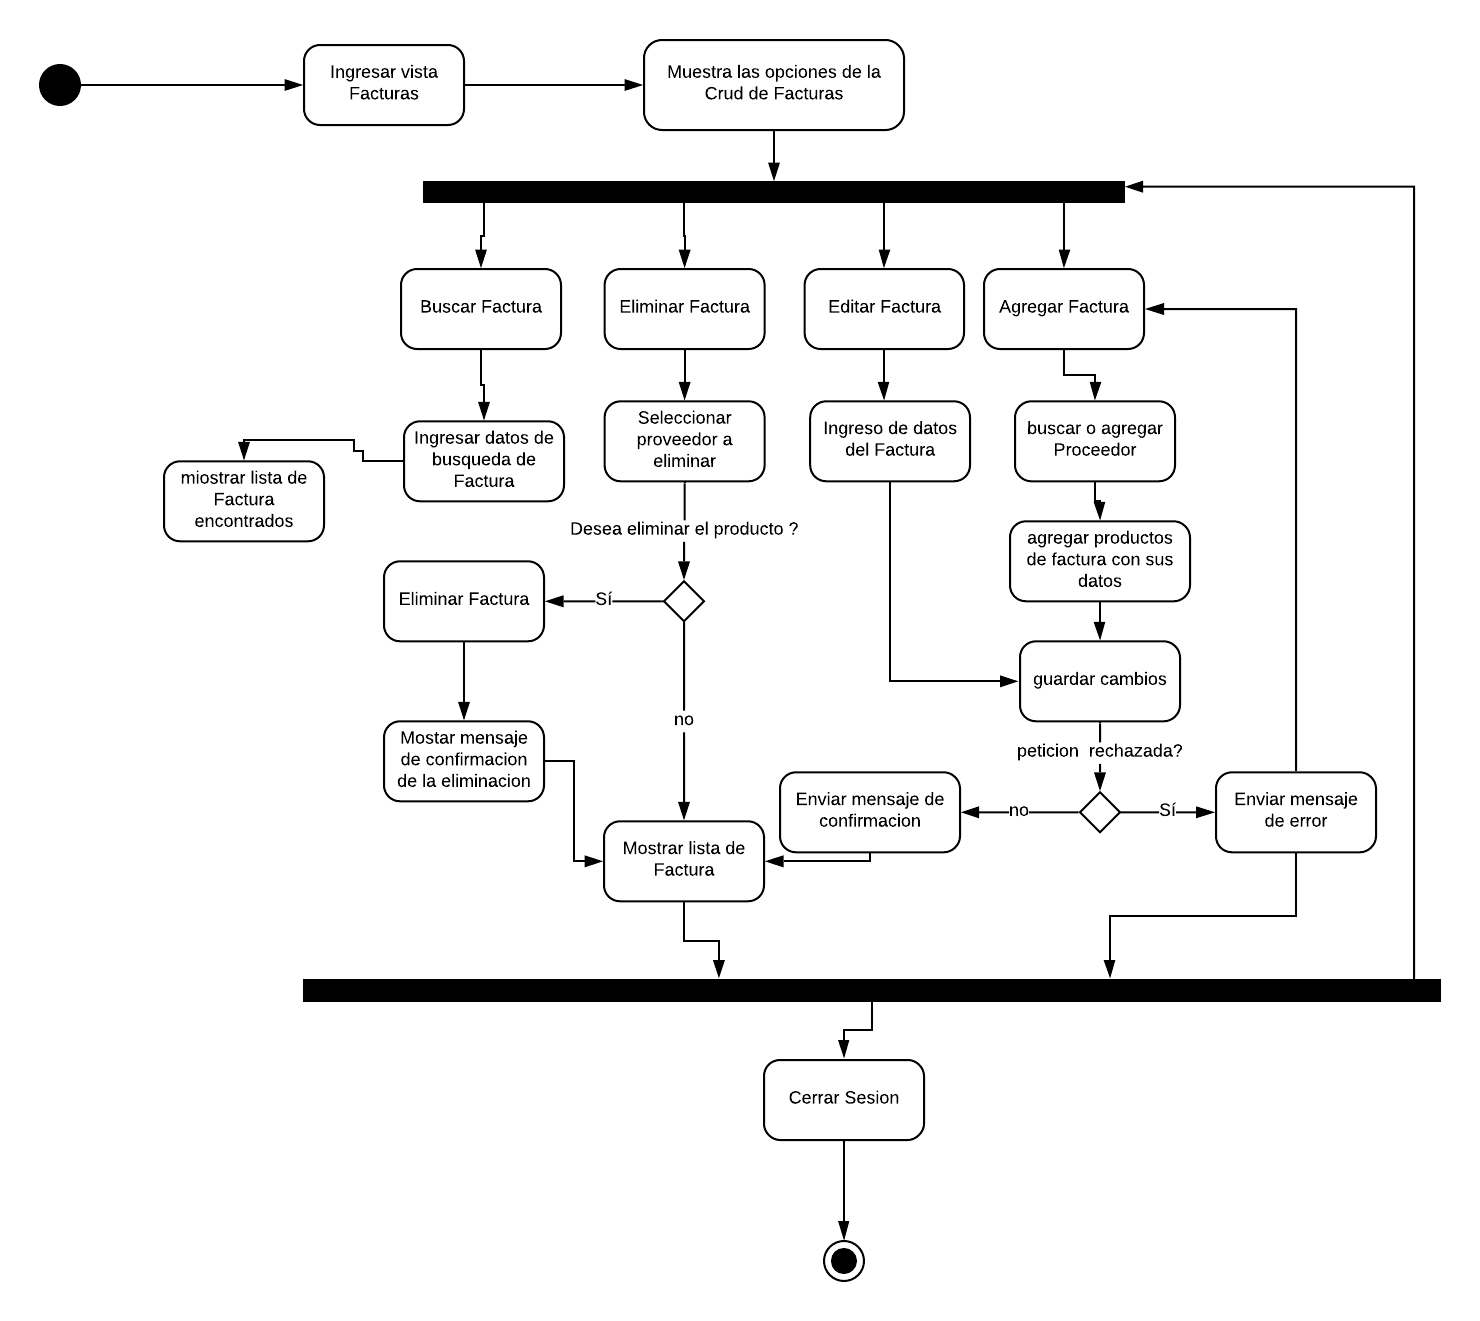 Ingresar vista
Facturas
Muestra las opciones de la
Crud de Facturas
Buscar Factura
Eliminar Factura
Editar Factura
Agregar Factura
Ingresar datos de
busqueda de
Factura
Seleccionar
proveedor a
eliminar
Ingreso de datos
del Factura
buscar o agregar
Proceedor
miostrar lista de
Factura
encontrados
Desea eliminar el producto ?
agregar productos
de factura con sus
datos
Eliminar Factura
Sí
guardar cambios
no
Mostar mensaje
de confirmacion
de la eliminacion
peticion  rechazada?
Enviar mensaje de
confirmacion
no
Sí
Enviar mensaje
de error
Mostrar lista de
Factura
Cerrar Sesion